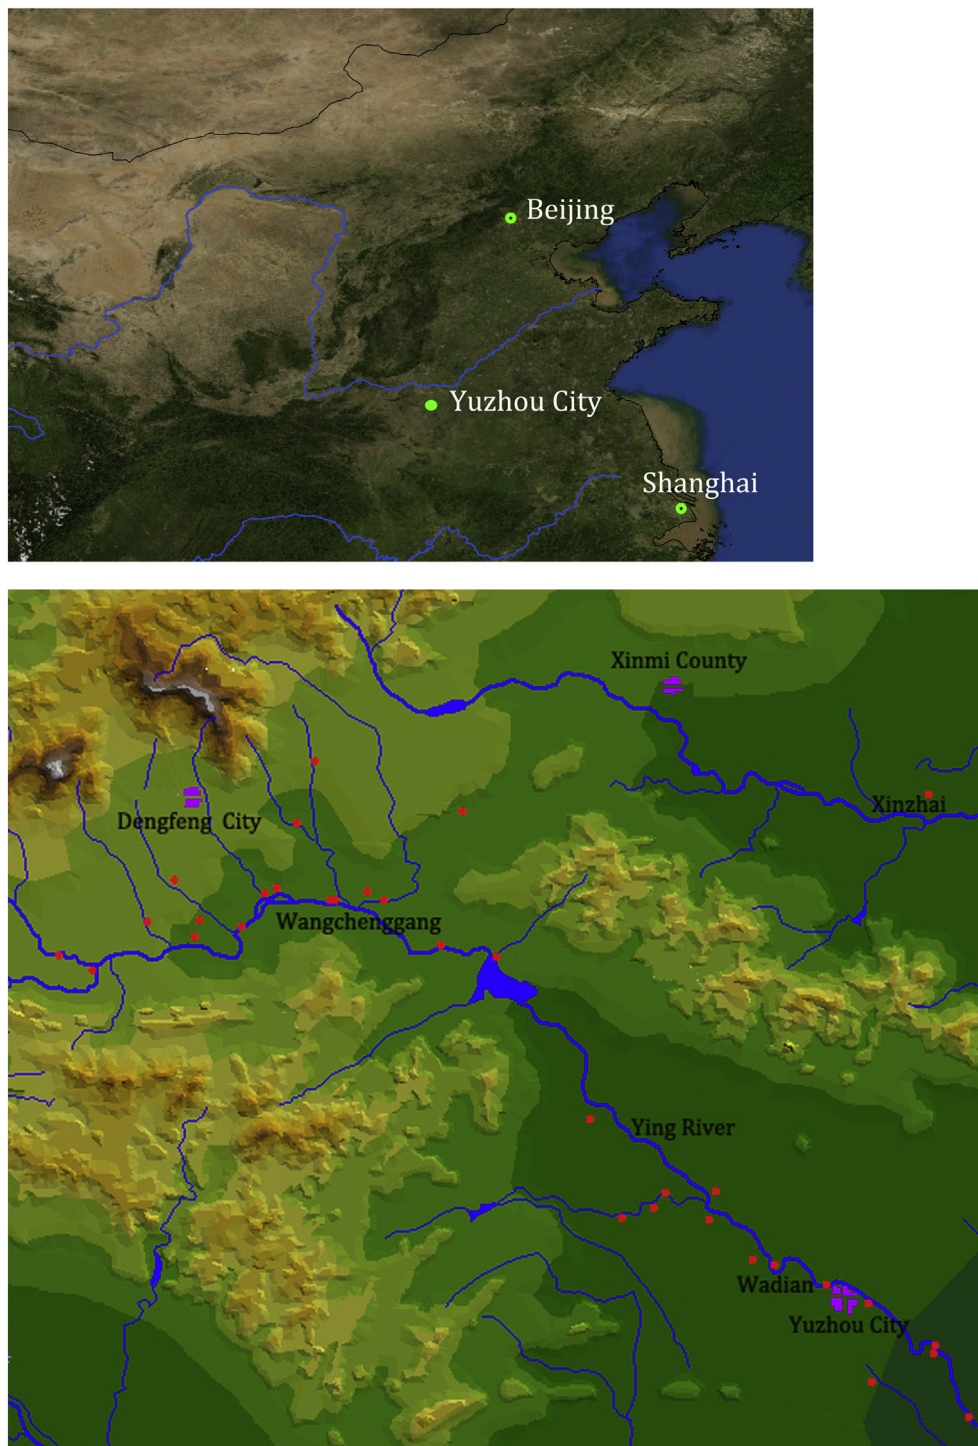 Beijing
Yuzhou City
Shanghai
Xinmi County
Xinzhai
Dengfeng City
Wangchenggang
Ying River
Wadian
Yuzhou City